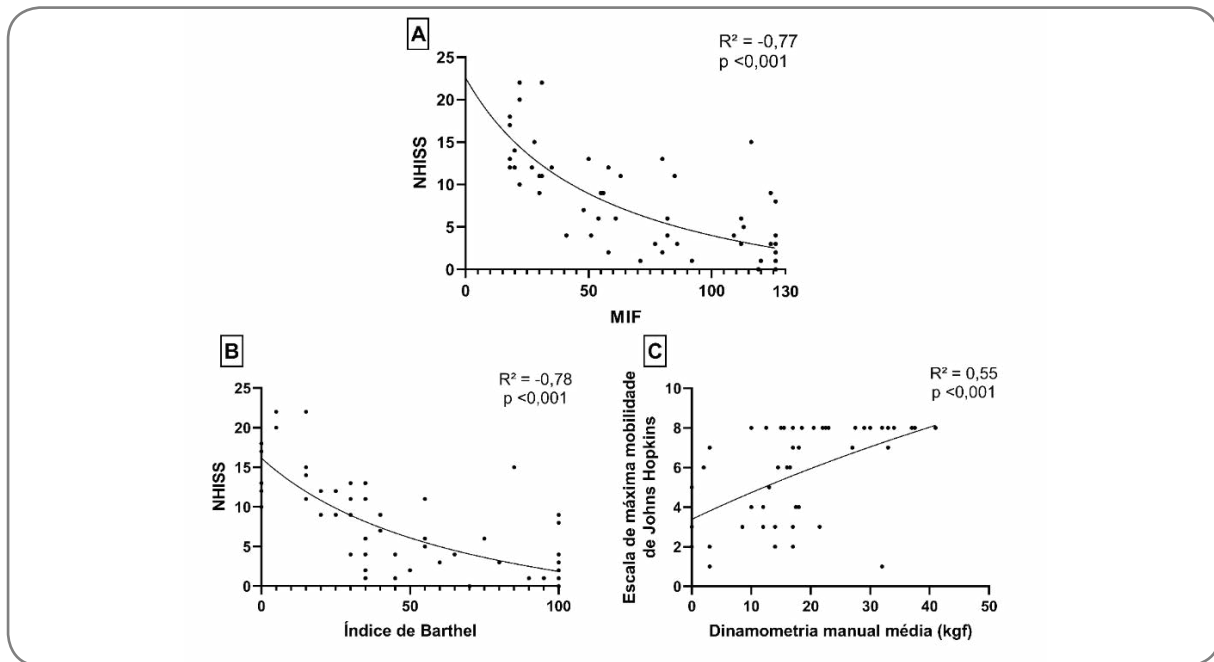 A
R² = -0,77
p <0,001
25
20
15
10
5
0
NHISS
0
50
100
130
MIF
B
R² = -0,78
p <0,001
25
20
15
10
5
0
NHISS
0
50
100
Índice de Barthel
C
R² = 0,55
p <0,001
10
8
6
4
2
0
Escala de máxima mobilidade
de Johns Hopkins
0
10
20
30
40
50
Dinamometria manual média (kgf)